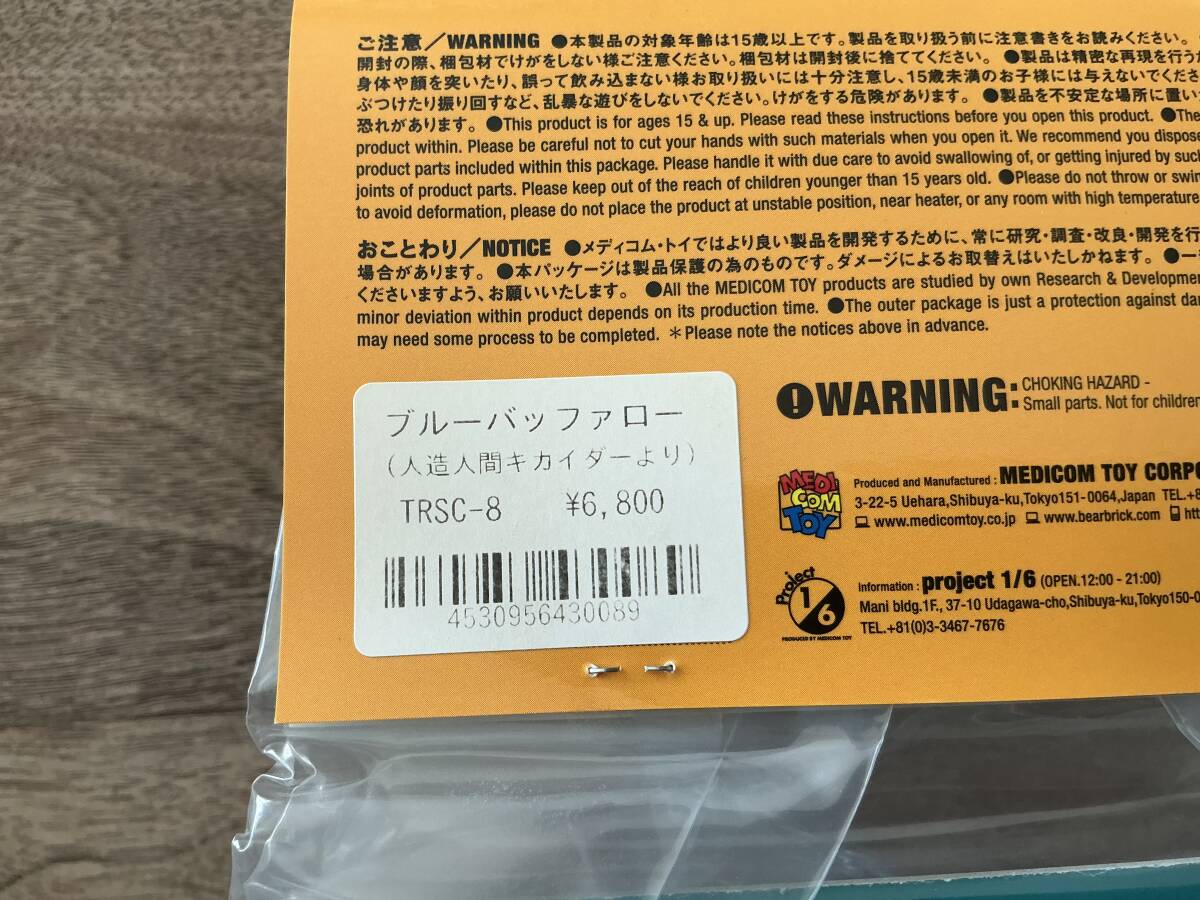 ご注意／WARNING ●本製品の対象年齢は15歳以上です。製品を取り扱う前に注意書きをお読みください。
開封の際、梱包材でけがをしない様ご注意ください。梱包材は開封後に捨ててください。 ●製品は精密な再現を行うた
身体や顔を突いたり、誤って飲み込まない様お取り扱いには十分注意し、15歳未満のお子様には与えないでくださ
ぶつけたり振り回すなど、乱暴な遊びをしないでください。けがをする危険があります。 ●製品を不安定な場所に置い
恐れがあります。 ●This product is for ages 15 & up. Please read these instructions before you open this product. ●The
product within. Please be careful not to cut your hands with such materials when you open it. We recommend you dispose
product parts included within this package. Please handle it with due care to avoid swallowing of, or getting injured by such
joints of product parts. Please keep out of the reach of children younger than 15 years old. ●Please do not throw or swin
to avoid deformation, please do not place the product at unstable position, near heater, or any room with high temperature
おことわり／NOTICE ●メディコム・トイではより良い製品を開発するために、常に研究・調査・改良・開発を行
場合があります。 ●本パッケージは製品保護の為のものです。ダメージによるお取替えはいたしかねます。 ●一
くださいますよう、お願いいたします。 ●All the MEDICOM TOY products are studied by own Research & Developmen
minor deviation within product depends on its production time. ●The outer package is just a protection against da
may need some process to be completed. ＊Please note the notices above in advance.
WARNING: CHOKING HAZARD -
Small parts. Not for children
ブルーバッファロー
(人造人間キカイダーより)
TRSC-8 ¥6,800
4530956430089
MEDI COM TOY
Produced and Manufactured : MEDICOM TOY CORPO
3-22-5 Uehara,Shibuya-ku,Tokyo151-0064,Japan TEL.+8
www.medicomtoy.co.jp www.bearbrick.com htt
Project 1/6
PRODUCED BY MEDICOM TOY
Information : project 1/6 (OPEN.12:00 - 21:00)
Mani bldg.1F., 37-10 Udagawa-cho,Shibuya-ku,Tokyo150-0
TEL.+81(0)3-3467-7676